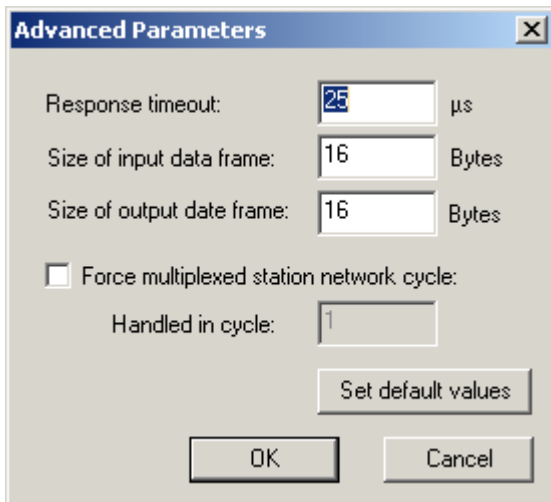 Advanced Parameters
Response timeout: 25 µs
Size of input data frame: 16 Bytes
Size of output date frame: 16 Bytes
Force multiplexed station network cycle:
Handled in cycle: 1
Set default values
OK Cancel